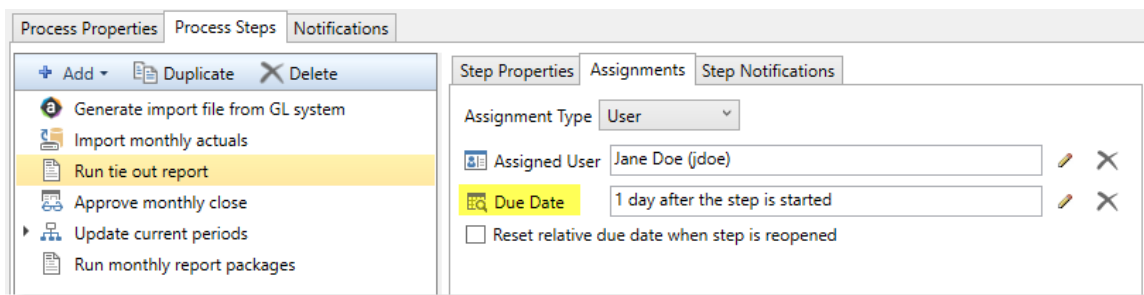 Process Properties Process Steps Notifications
Add Duplicate Delete
Generate import file from GL system
Import monthly actuals
Run tie out report
Approve monthly close
Update current periods
Run monthly report packages
Step Properties Assignments Step Notifications
Assignment Type User
Assigned User Jane Doe (jdoe)
Due Date 1 day after the step is started
Reset relative due date when step is reopened